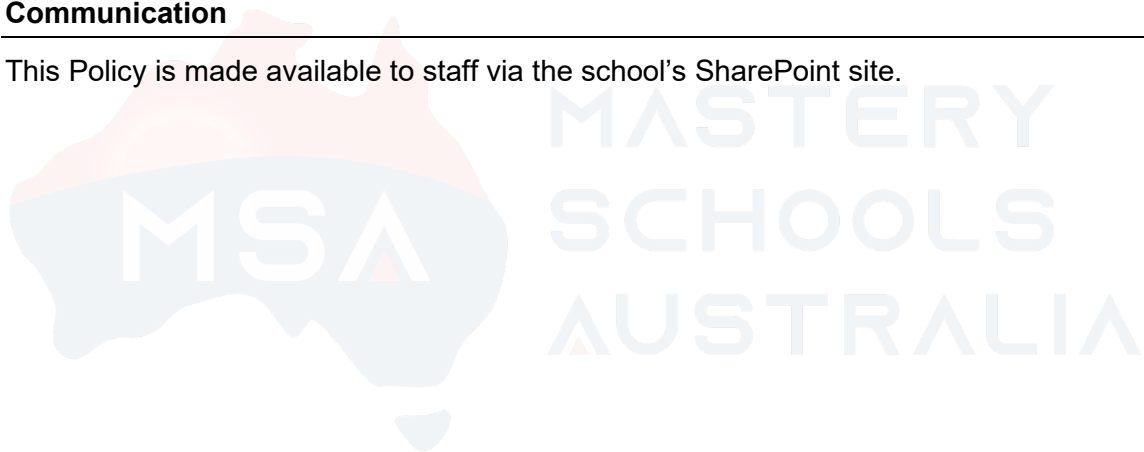 Communication
This Policy is made available to staff via the school’s SharePoint site.
MASTERY
MSA
SCHOOLS
AUSTRALIA